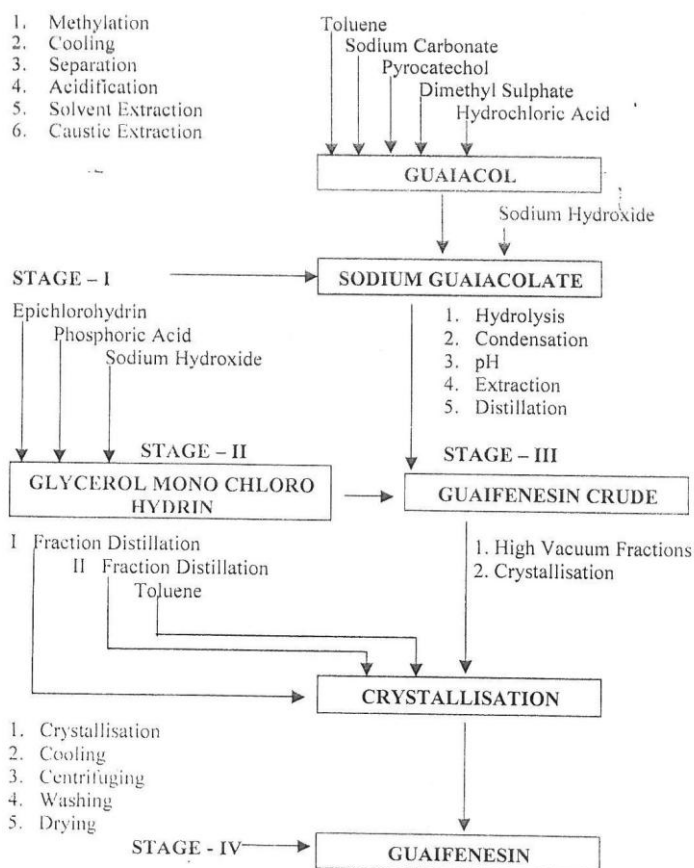 1. Methylation
2. Cooling
3. Separation
4. Acidification
5. Solvent Extraction
6. Caustic Extraction
Toluene
Sodium Carbonate
Pyrocatechol
Dimethyl Sulphate
Hydrochloric Acid
GUAIACOL
Sodium Hydroxide
STAGE – I
SODIUM GUAIACOLATE
Epichlorohydrin
Phosphoric Acid
Sodium Hydroxide
1. Hydrolysis
2. Condensation
3. pH
4. Extraction
5. Distillation
STAGE – II
STAGE – III
GLYCEROL MONO CHLORO
HYDRIN
GUAIFENESIN CRUDE
I Fraction Distillation
II Fraction Distillation
Toluene
1. High Vacuum Fractions
2. Crystallisation
CRYSTALLISATION
1. Crystallisation
2. Cooling
3. Centrifuging
4. Washing
5. Drying
STAGE - IV
GUAIFENESIN